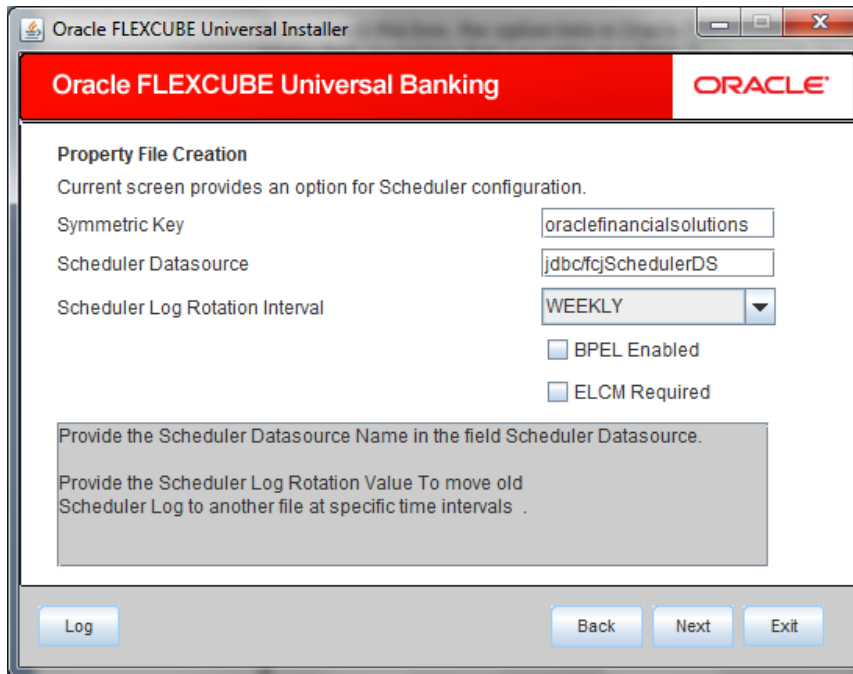 Oracle FLEXCUBE Universal Installer
Oracle FLEXCUBE Universal Banking
ORACLE
Property File Creation
Current screen provides an option for Scheduler configuration.
Symmetric Key
oraclefinancialsolutions
Scheduler Datasource
jdbc/fcjSchedulerDS
Scheduler Log Rotation Interval
WEEKLY
BPEL Enabled
ELCM Required
Provide the Scheduler Datasource Name in the field Scheduler Datasource.
Provide the Scheduler Log Rotation Value To move old
Scheduler Log to another file at specific time intervals .
Log
Back
Next
Exit